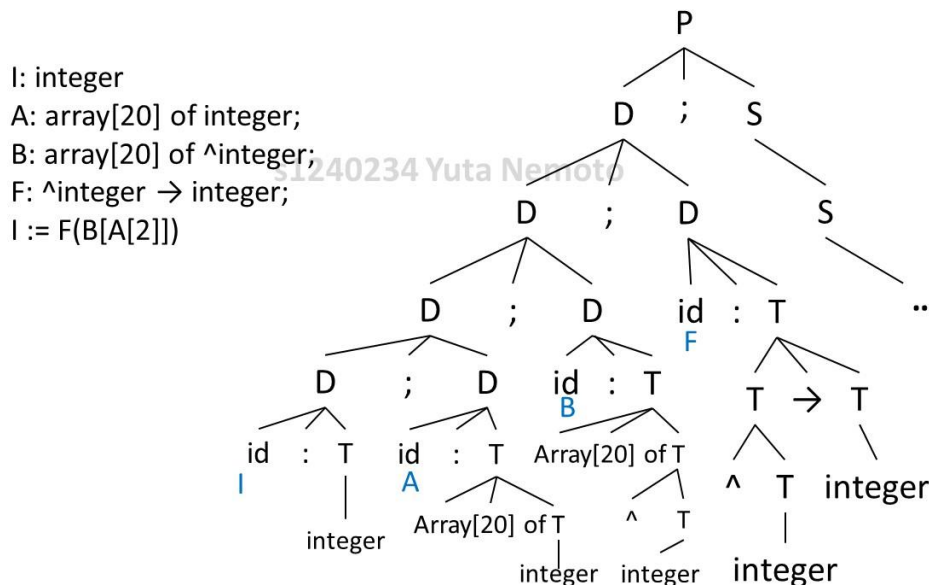 P
I: integer
A: array[20] of integer;
B: array[20] of ^integer;
F: ^integer → integer;
I := F(B[A[2]])
s1240234 Yuta Nemoto
D ; S
D ; D S
D ; D id : T ..
F
D ; D id : T T → T
B
id : T id : T Array[20] of T ^ T integer
I A
integer Array[20] of T ^ T integer
integer integer